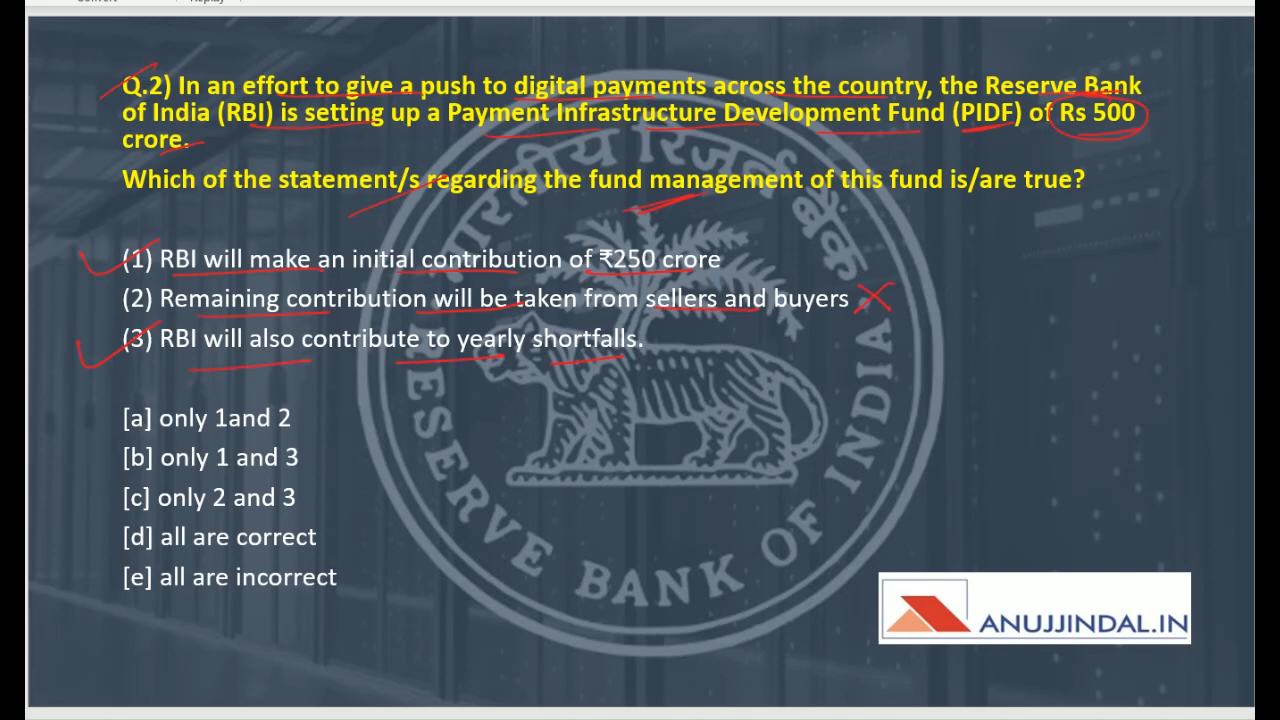 Q.2) In an effort to give a push to digital payments across the country, the Reserve Bank
of India (RBI) is setting up a Payment Infrastructure Development Fund (PIDF) of Rs 500
crore.
Which of the statement/s regarding the fund management of this fund is/are true?
(1) RBI will make an initial contribution of ₹250 crore
(2) Remaining contribution will be taken from sellers and buyers
(3) RBI will also contribute to yearly shortfalls.
[a] only 1and 2
[b] only 1 and 3
[c] only 2 and 3
[d] all are correct
[e] all are incorrect
भारतीय रिज़र्व बैंक
RESERVE BANK OF INDIA
ANUJJINDAL.IN